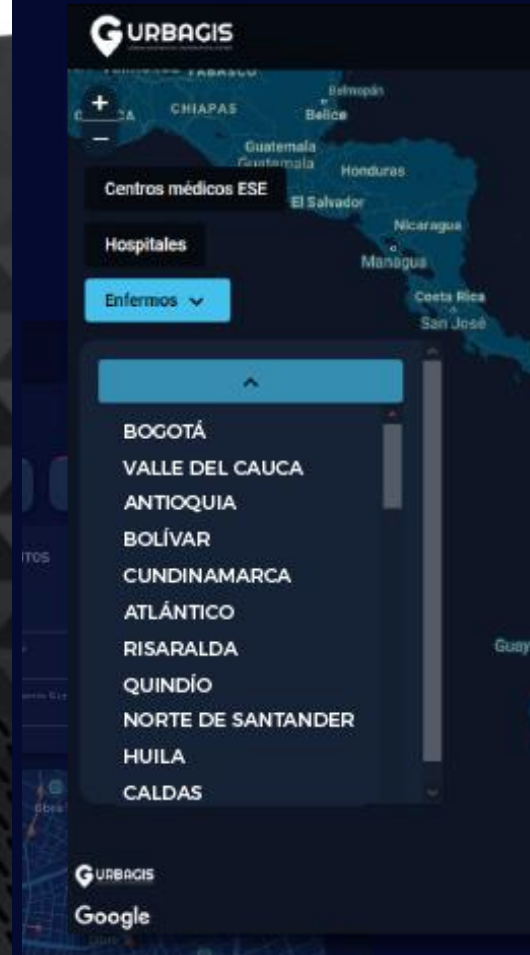 URBAGIS
TABASCO
+
CHIAPAS
Belmopán
Belice
−
Guatemala
Guatemala
Honduras
Centros médicos ESE
El Salvador
Nicaragua
Hospitales
Managua
Enfermos
Costa Rica
San José
BOGOTÁ
VALLE DEL CAUCA
ANTIOQUIA
BOLÍVAR
CUNDINAMARCA
ATLÁNTICO
RISARALDA
Guay
QUINDÍO
NORTE DE SANTANDER
HUILA
CALDAS
URBAGIS
Google